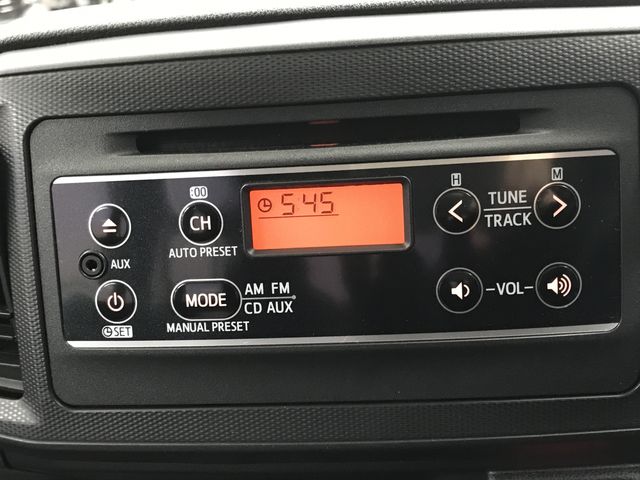 :00
CH
AUTO PRESET
AUX
SET
MODE
AM FM
CD AUX
MANUAL PRESET
5:45
H
M
TUNE
TRACK
-VOL-